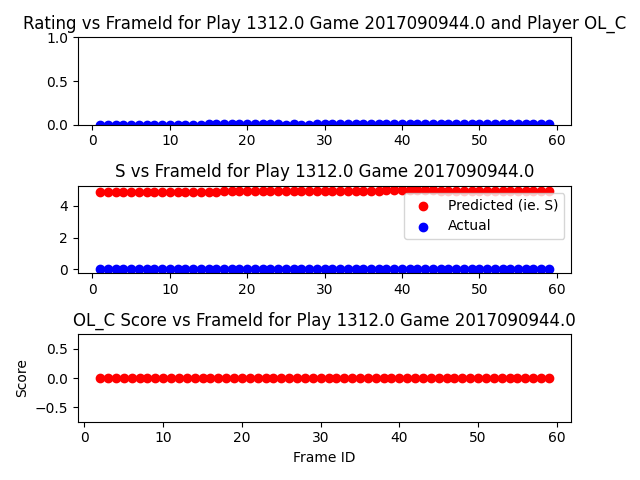 Rating vs FrameId for Play 1312.0 Game 2017090944.0 and Player OL_C
1.0
0.5
0.0
0 10 20 30 40 50 60
S vs FrameId for Play 1312.0 Game 2017090944.0
4
2
0
Predicted (ie. S)
Actual
0 10 20 30 40 50 60
OL_C Score vs FrameId for Play 1312.0 Game 2017090944.0
Score
0.5
0.0
−0.5
0 10 20 30 40 50 60
Frame ID